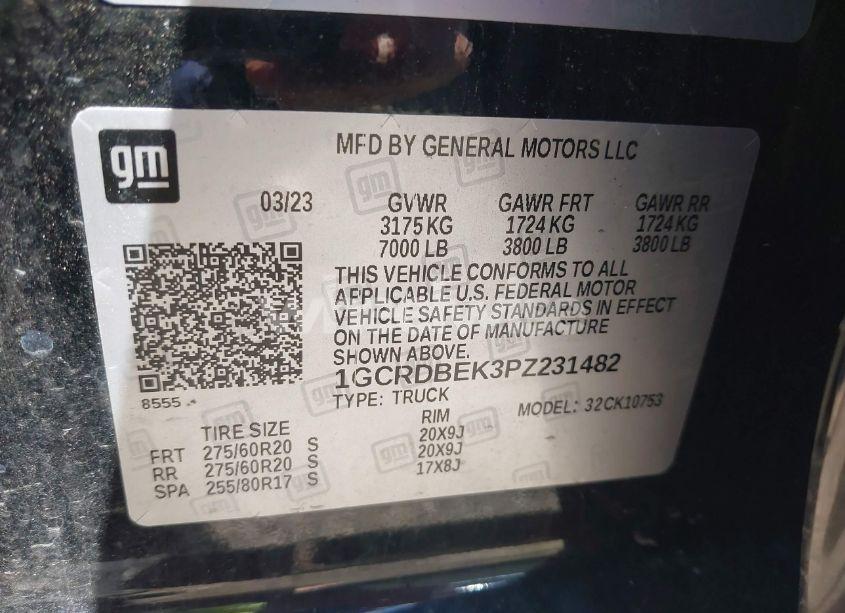 gm
MFD BY GENERAL MOTORS LLC
03/23 GVWR GAWR FRT GAWR RR
3175 KG 1724 KG 1724 KG
7000 LB 3800 LB 3800 LB
THIS VEHICLE CONFORMS TO ALL
APPLICABLE U.S. FEDERAL MOTOR
VEHICLE SAFETY STANDARDS IN EFFECT
ON THE DATE OF MANUFACTURE
SHOWN ABOVE.
1GCRDBEK3PZ231482
8555
TYPE: TRUCK MODEL: 32CK10753
TIRE SIZE RIM
FRT 275/60R20 S 20X9J
RR 275/60R20 S 20X9J
SPA 255/80R17 S 17X8J